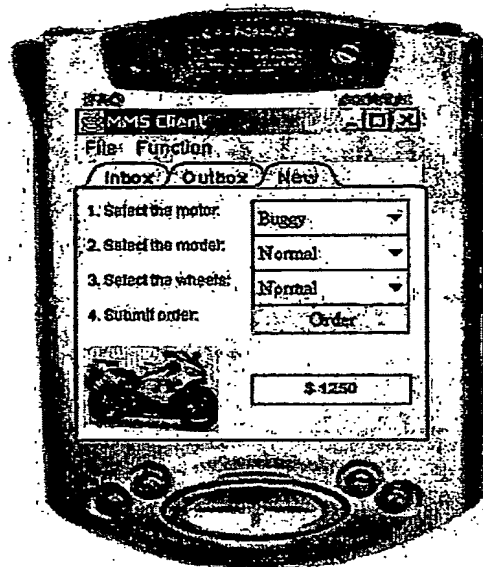 iPAQ
MMS Client
File Function
Inbox Outbox New
1. Select the motor:
Buggy
2. Select the model:
Normal
3. Select the wheels:
Normal
4. Submit order:
Order
$ 1250